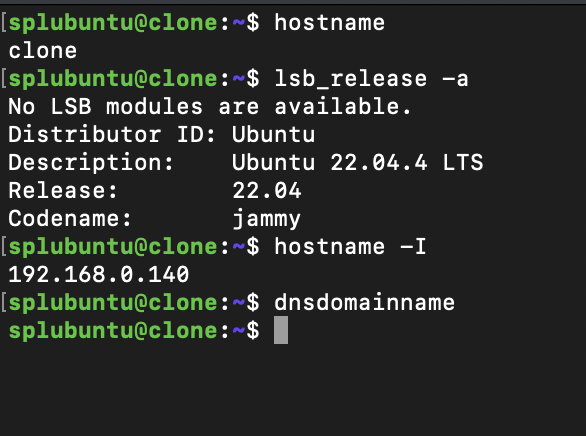 [splubuntu@clone:~$ hostname
clone
[splubuntu@clone:~$ lsb_release -a
No LSB modules are available.
Distributor ID: Ubuntu
Description:    Ubuntu 22.04.4 LTS
Release:        22.04
Codename:       jammy
[splubuntu@clone:~$ hostname -I
192.168.0.140
[splubuntu@clone:~$ dnsdomainname
splubuntu@clone:~$